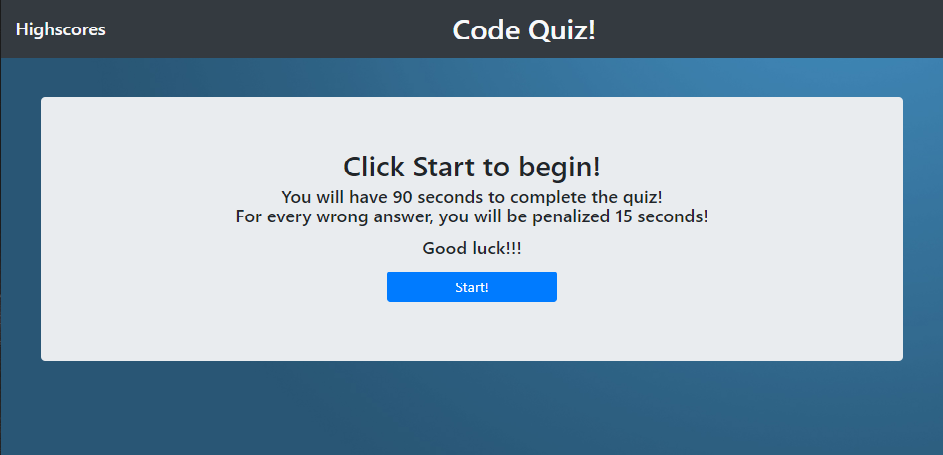 Highscores
Code Quiz!
Click Start to begin!
You will have 90 seconds to complete the quiz!
For every wrong answer, you will be penalized 15 seconds!
Good luck!!!
Start!